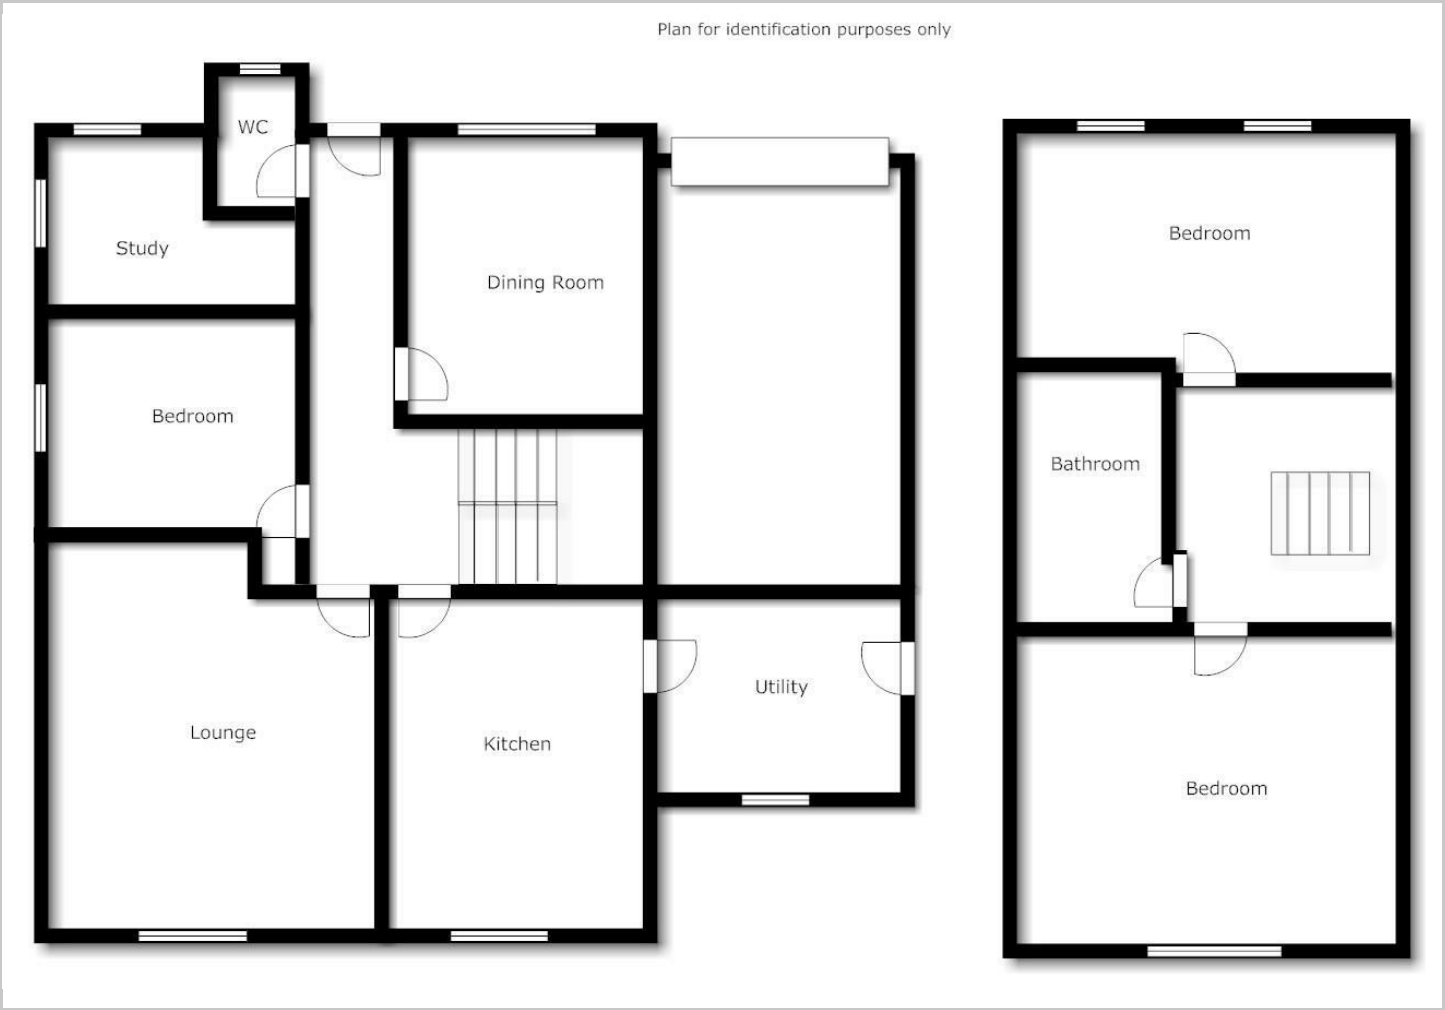 Plan for identification purposes only
WC
Study
Dining Room
Bedroom
Lounge
Kitchen
Utility
Bedroom
Bathroom
Bedroom